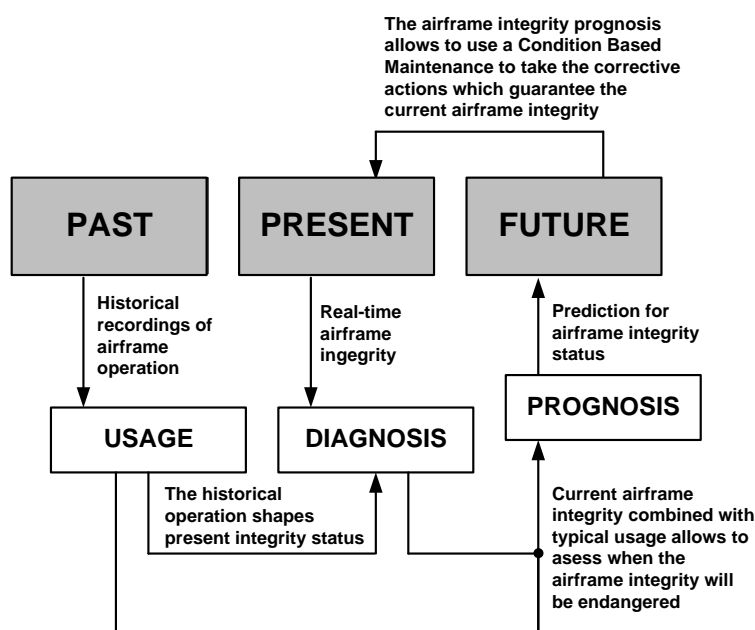 The airframe integrity prognosis
allows to use a Condition Based
Maintenance to take the corrective
actions which guarantee the
current airframe integrity
PAST
PRESENT
FUTURE
Historical
recordings of
airframe
operation
Real-time
airframe
ingegrity
Prediction for
airframe integrity
status
USAGE
DIAGNOSIS
PROGNOSIS
The historical
operation shapes
present integrity status
Current airframe
integrity combined with
typical usage allows to
asess when the
airframe integrity will
be endangered